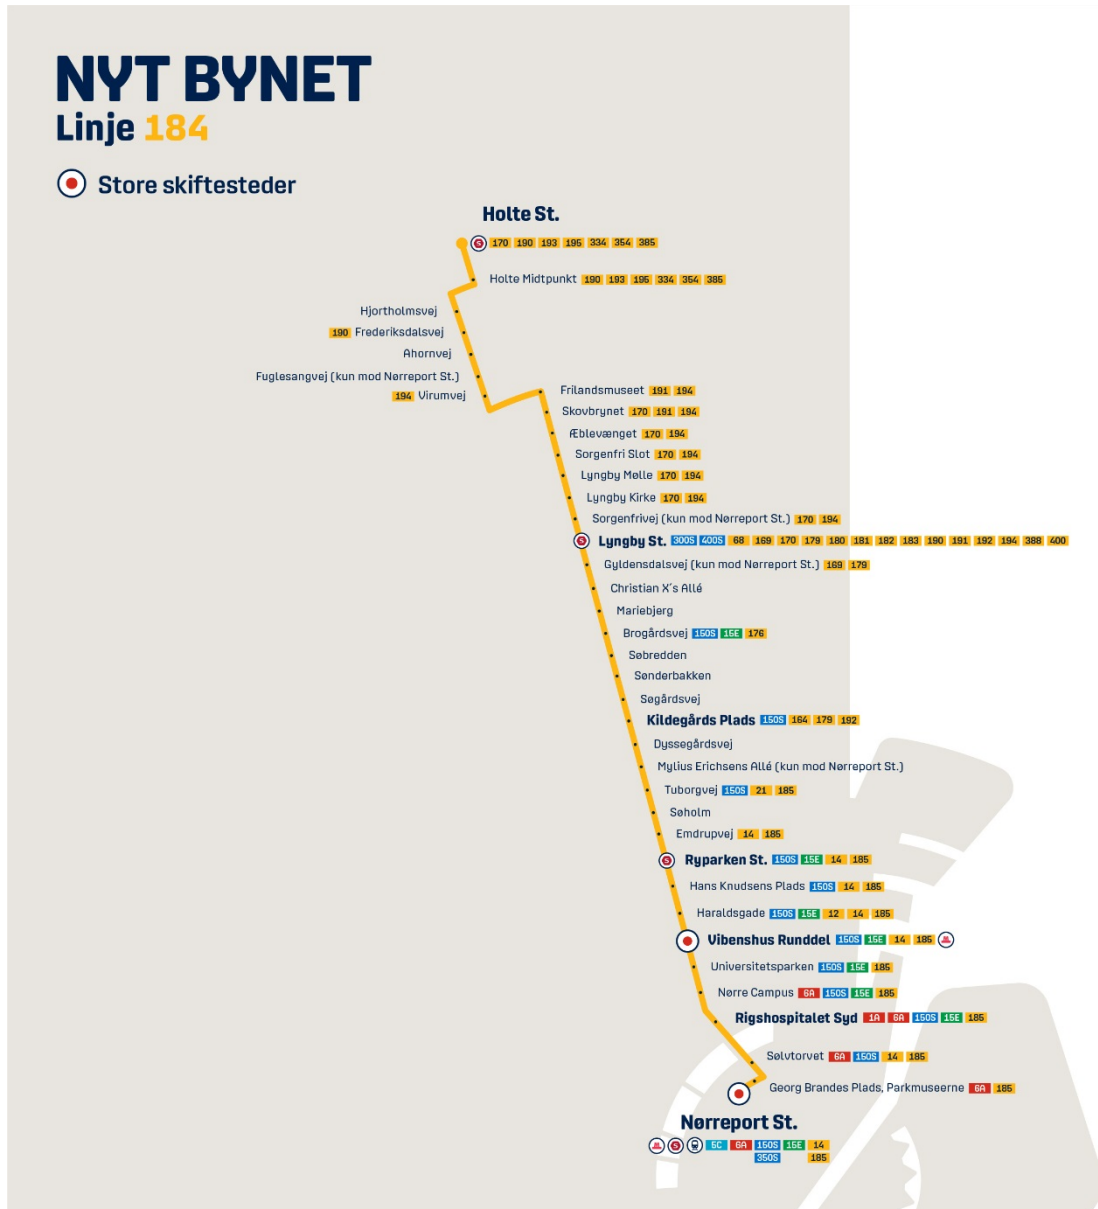 NYT BYNET
Linje 184
Store skiftesteder
Holte St.
S 170 190 193 195 334 354 385
Holte Midtpunkt 190 193 195 334 354 385
Hjortholmsvej
190 Frederiksdalsvej
Ahornvej
Fuglesangvej (kun mod Nørreport St.)
194 Virumvej
Frilandsmuseet 191 194
Skovbrynet 170 191 194
Æblevænget 170 194
Sorgenfri Slot 170 194
Lyngby Mølle 170 194
Lyngby Kirke 170 194
Sorgenfrivej (kun mod Nørreport St.) 170 194
S Lyngby St. 300S 400S 68 169 170 179 180 181 182 183 190 191 192 194 388 400
Gyldensdalsvej (kun mod Nørreport St.) 169 179
Christian X´s Allé
Mariebjerg
Brogårdsvej 150S 15E 176
Søbredden
Sønderbakken
Søgårdsvej
Kildegårds Plads 150S 164 179 192
Dyssegårdsvej
Mylius Erichsens Allé (kun mod Nørreport St.)
Tuborgvej 150S 21 185
Søholm
Emdrupvej 14 185
S Ryparken St. 150S 15E 14 185
Hans Knudsens Plads 150S 14 185
Haraldsgade 150S 15E 12 14 185
Vibenshus Runddel 150S 15E 14 185
Universitetsparken 150S 15E 185
Nørre Campus 6A 150S 15E 185
Rigshospitalet Syd 1A 6A 150S 15E 185
Sølvtorvet 6A 150S 14 185
Georg Brandes Plads, Parkmuseerne 6A 185
Nørreport St.
S 5C 6A 150S 15E 14
350S 185